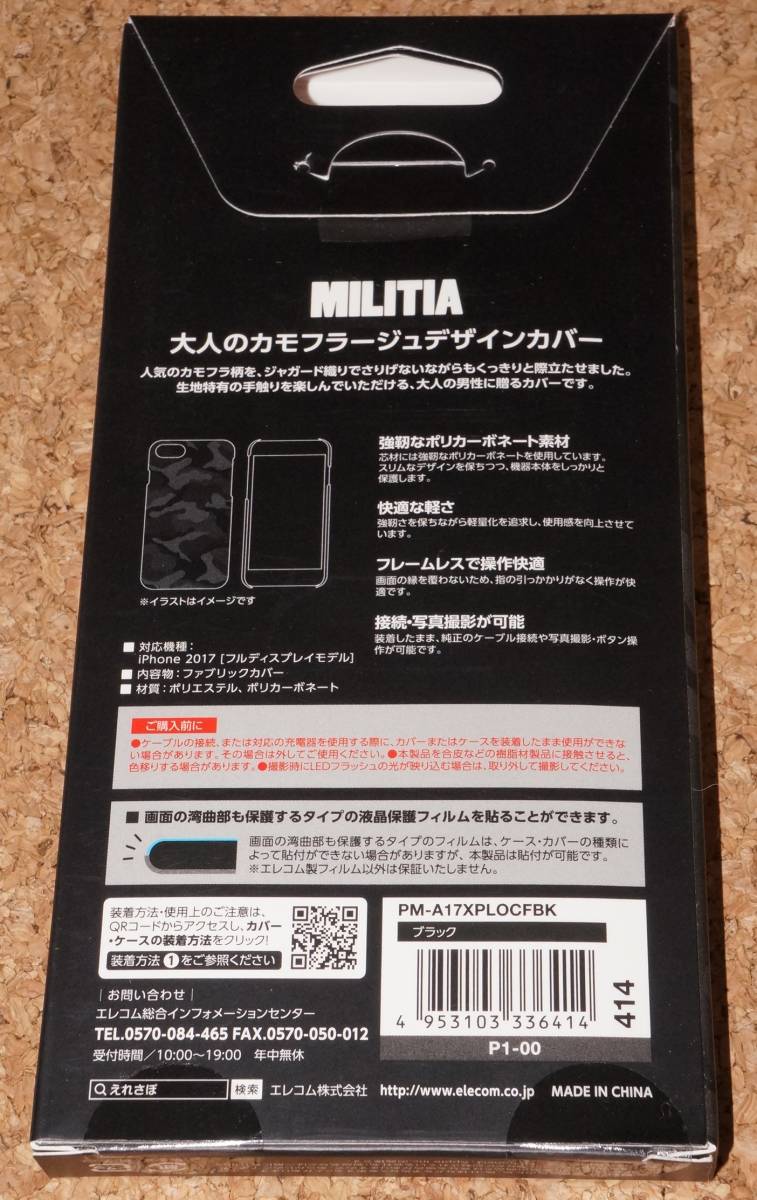 MILITIA
大人のカモフラージュデザインカバー
人気のカモフラ柄を、ジャガード織りでさりげないながらもくっきりと際立たせました。
生地特有の手触りを楽しんでいただける、大人の男性に贈るカバーです。
※イラストはイメージです
強靭なポリカーボネート素材
芯材には強靭なポリカーボネートを使用しています。
スリムなデザインを保ちつつ、機器本体をしっかりと
保護します。
快適な軽さ
強靭さを保ちながら軽量化を追求し、使用感を向上させて
います。
フレームレスで操作快適
画面の縁を覆わないため、指の引っかかりがなく操作が快
適です。
接続・写真撮影が可能
装着したまま、純正のケーブル接続や写真撮影・ボタン操
作が可能です。
■ 対応機種：
iPhone 2017 [フルディスプレイモデル]
■ 内容物：ファブリックカバー
■ 材質：ポリエステル、ポリカーボネート
ご購入前に
●ケーブルの接続、または対応の充電器を使用する際に、カバーまたはケースを装着したまま使用ができな
い場合があります。その場合は外してご使用ください。●本製品を合皮などの樹脂材製品に接触させると、
色移りする場合があります。●撮影時にLEDフラッシュの光が映り込む場合は、取り外して撮影してください。
■ 画面の湾曲部も保護するタイプの液晶保護フィルムを貼ることができます。
画面の湾曲部も保護するタイプのフィルムは、ケース・カバーの種類に
よって貼付ができない場合がありますが、本製品は貼付が可能です。
※エレコム製フィルム以外は保証いたしません。
装着方法・使用上のご注意は、
QRコードからアクセスし、カバー
・ケースの装着方法をクリック!
装着方法①をご参照ください
PM-A17XPLOCFBK
ブラック
4 953103 336414
414
P1-00
｜お問い合わせ｜
エレコム総合インフォメーションセンター
TEL.0570-084-465 FAX.0570-050-012
受付時間／10:00～19:00 年中無休
えれさぽ 検索 エレコム株式会社 http://www.elecom.co.jp MADE IN CHINA